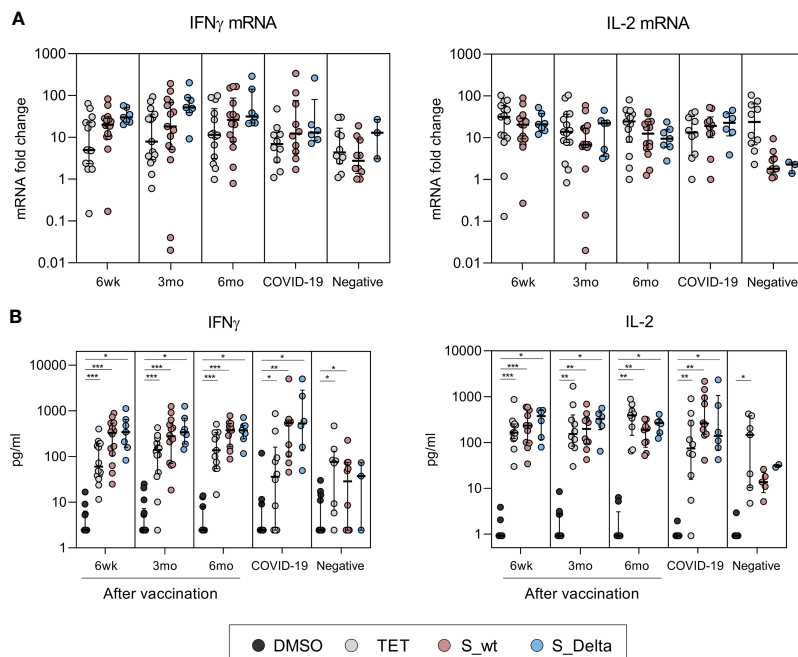 A
IFNγ mRNA
IL-2 mRNA
mRNA fold change
1000
100
10
1
0.1
0.01
6wk 3mo 6mo COVID-19 Negative
mRNA fold change
1000
100
10
1
0.1
0.01
6wk 3mo 6mo COVID-19 Negative
B
IFNγ
IL-2
pg/ml
10000
1000
100
10
1
* *** ***
* *** ***
* *** ***
* ** *
* *
6wk 3mo 6mo COVID-19 Negative
After vaccination
pg/ml
10000
1000
100
10
1
* *** ***
* ** **
* ** **
* ** **
*
6wk 3mo 6mo COVID-19 Negative
After vaccination
DMSO TET S_wt S_Delta